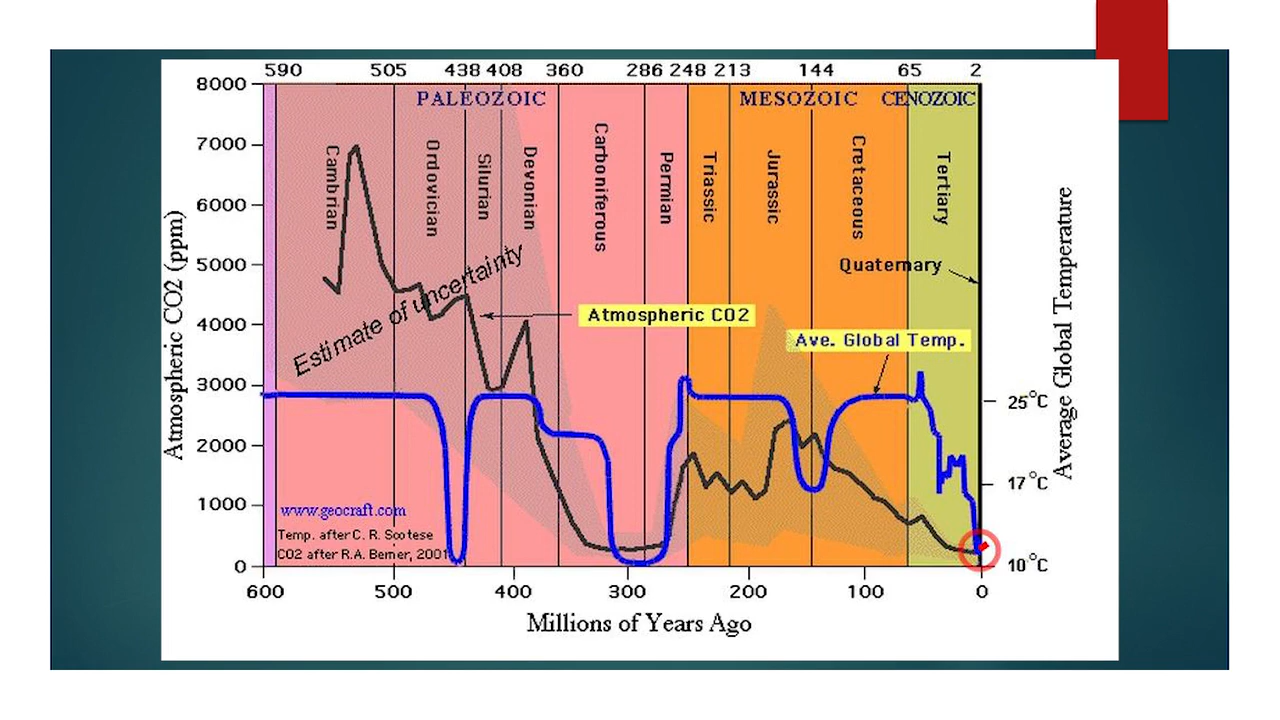 590 505 438 408 360 286 248 213 144 65 2
8000
7000
6000
5000
4000
3000
2000
1000
0
Atmospheric CO2 (ppm)
PALEOZOIC MESOZOIC CENOZOIC
Cambrian
Ordovician
Silurian
Devonian
Carboniferous
Permian
Triassic
Jurassic
Cretaceous
Tertiary
Quaternary
Estimate of uncertainty
Atmospheric CO2
Ave. Global Temp.
www.geocraft.com
Temp. after C. R. Scotese
CO2 after R.A. Berner, 2001
25°C
17°C
10°C
Average Global Temperature
600 500 400 300 200 100 0
Millions of Years Ago